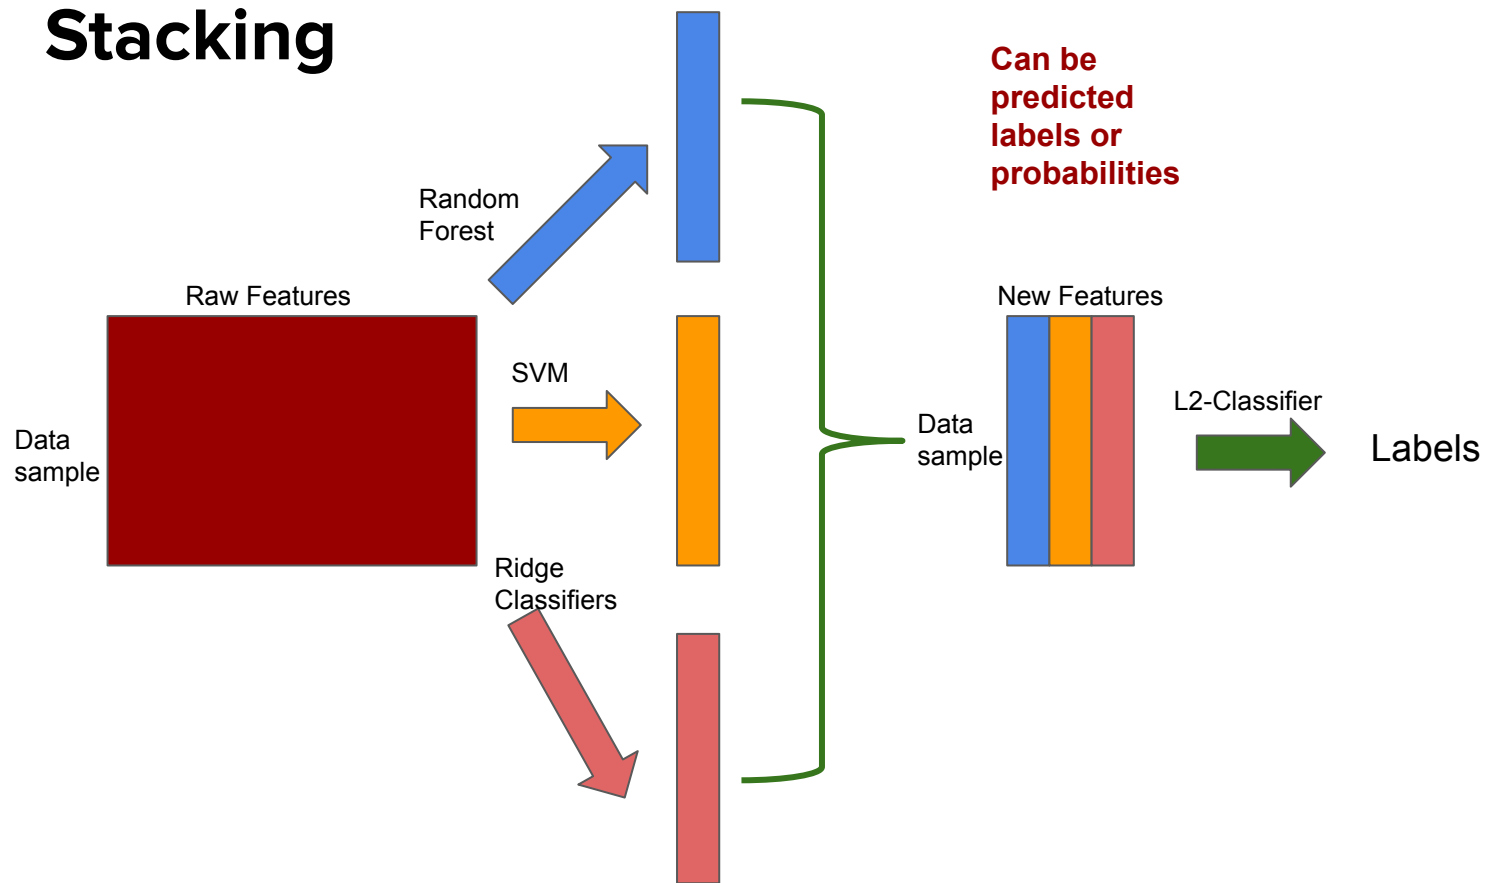 Stacking
Can be
predicted
labels or
probabilities
Random
Forest
Raw Features
New Features
SVM
L2-Classifier
Data
sample
Data
sample
Labels
Ridge
Classifiers